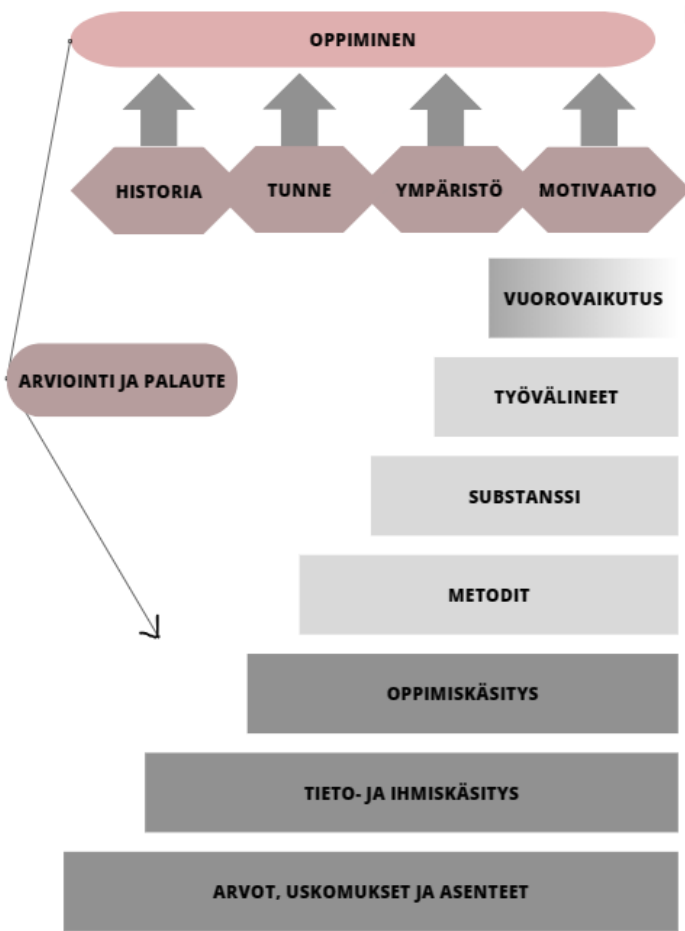 OPPIMINEN
HISTORIA
TUNNE
YMPÄRISTÖ
MOTIVAATIO
VUOROVAIKUTUS
ARVIOINTI JA PALAUTE
TYÖVÄLINEET
SUBSTANSSI
METODIT
OPPIMISKÄSITYS
TIETO- JA IHMISKÄSITYS
ARVOT, USKOMUKSET JA ASENTEET